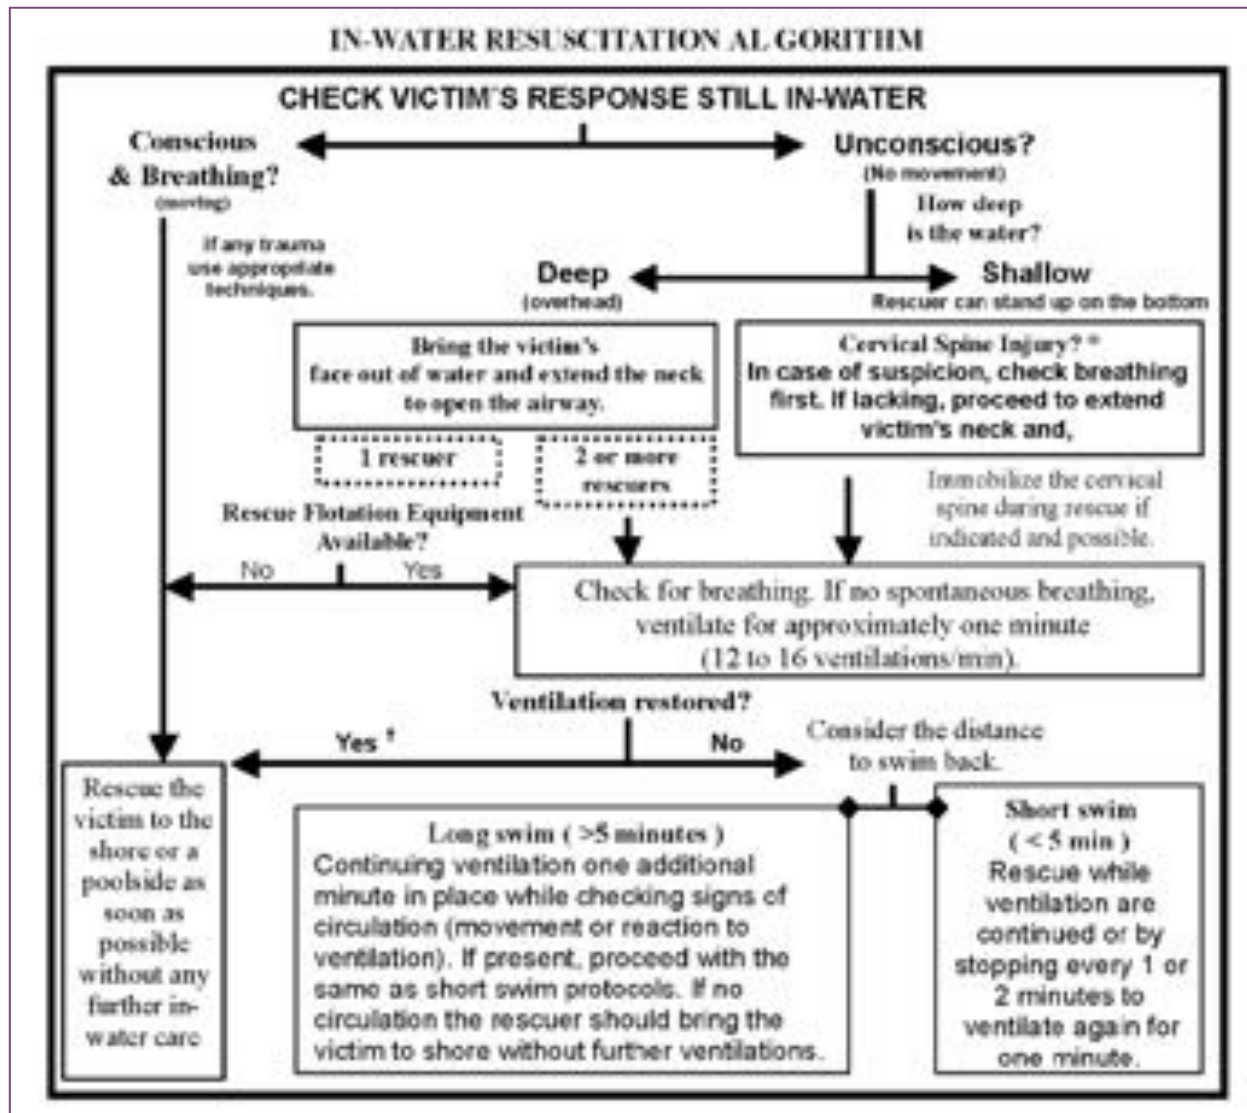 IN-WATER RESUSCITATION ALGORITHM
CHECK VICTIM´S RESPONSE STILL IN-WATER
Conscious
& Breathing?
(moving)
Unconscious?
(No movement)
How deep
is the water?
If any trauma
use appropriate
techniques.
Deep
(overhead)
Shallow
Rescuer can stand up on the bottom
Bring the victim's
face out of water and extend the neck
to open the airway.
Cervical Spine Injury? *
In case of suspicion, check breathing
first. If lacking, proceed to extend
victim's neck and,
1 rescuer
2 or more
rescuers
Immobilize the cervical
spine during rescue if
indicated and possible.
Rescue Flotation Equipment
Available?
No
Yes
Check for breathing. If no spontaneous breathing,
ventilate for approximately one minute
(12 to 16 ventilations/min).
Ventilation restored?
Yes †
No
Consider the distance
to swim back.
Rescue the
victim to the
shore or a
poolside as
soon as
possible
without any
further in-
water care
Long swim ( >5 minutes )
Continuing ventilation one additional
minute in place while checking signs of
circulation (movement or reaction to
ventilation). If present, proceed with the
same as short swim protocols. If no
circulation the rescuer should bring the
victim to shore without further ventilations.
Short swim
( < 5 min )
Rescue while
ventilation are
continued or by
stopping every 1 or
2 minutes to
ventilate again for
one minute.